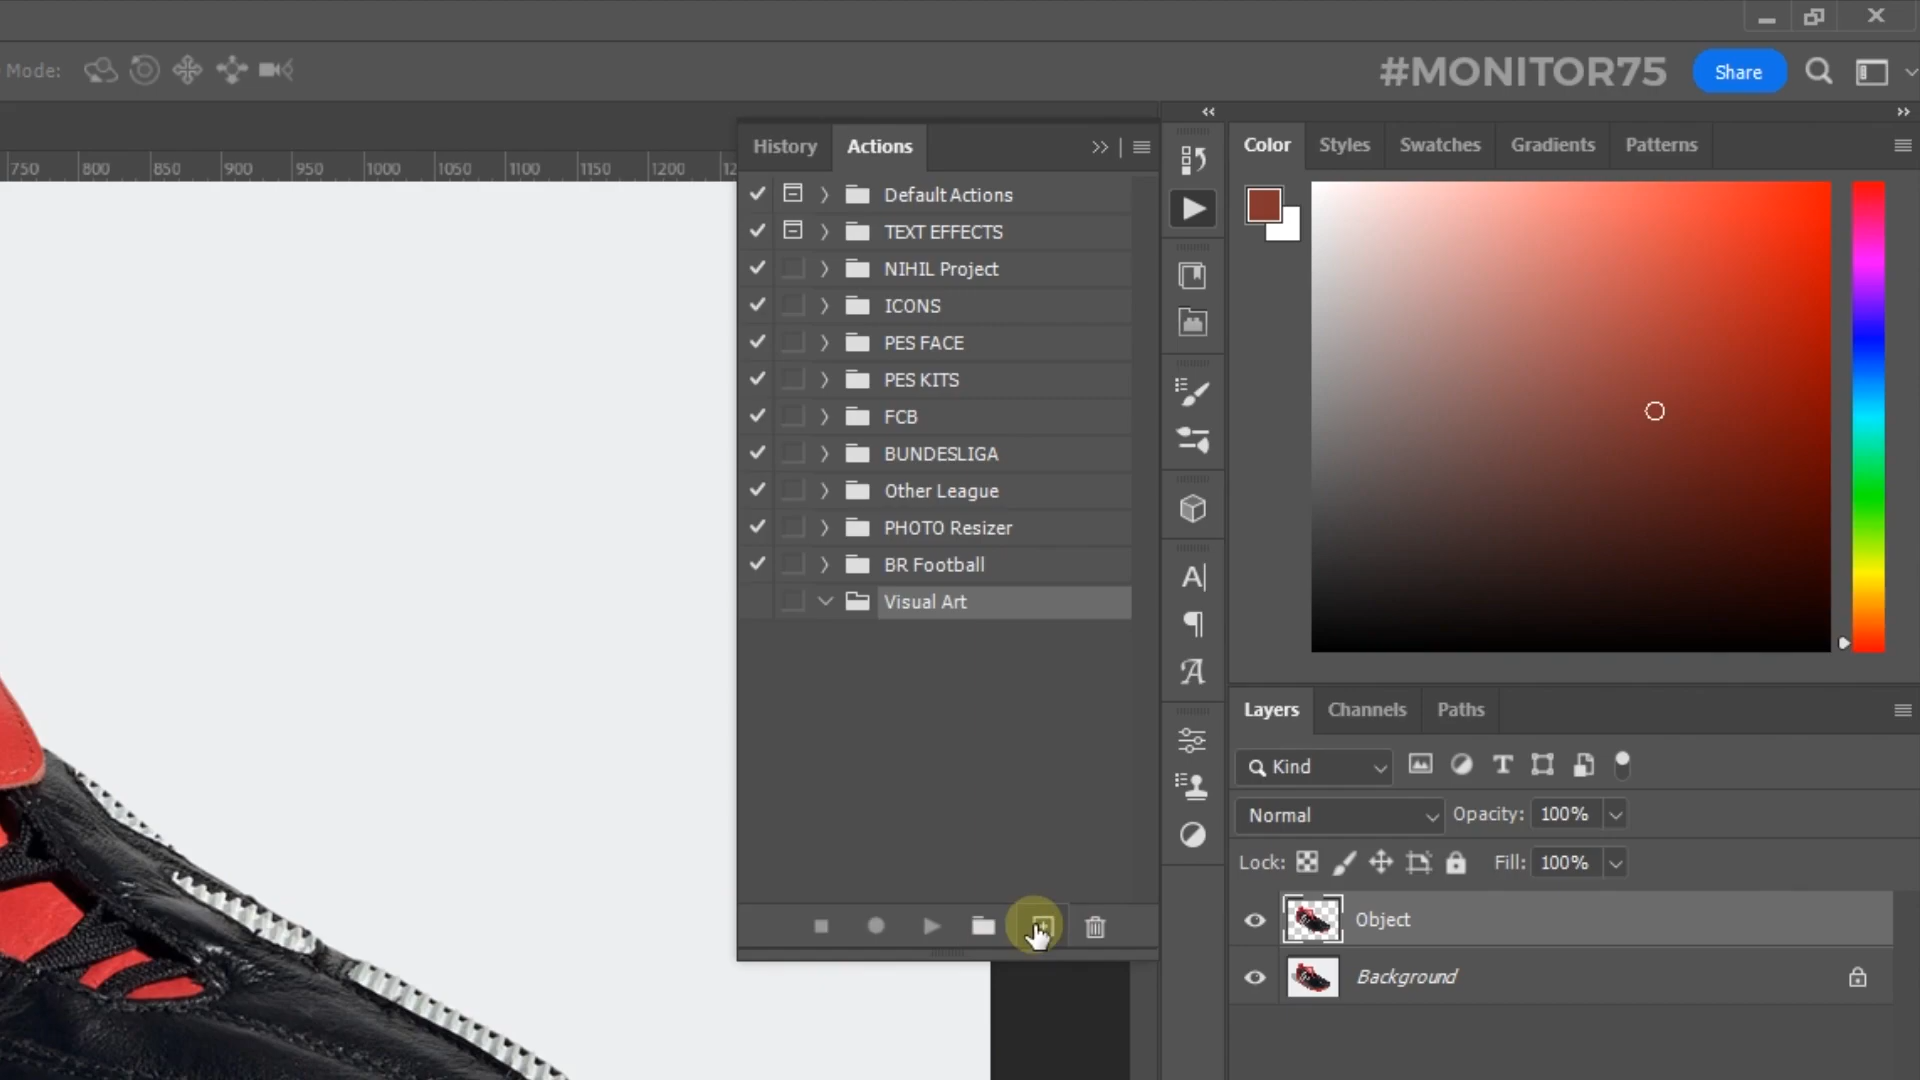 Mode:
#MONITOR75
Share
750 800 850 900 950 1000 1050 1100 1150 1200 12
History Actions
Default Actions
TEXT EFFECTS
NIHIL Project
ICONS
PES FACE
PES KITS
FCB
BUNDESLIGA
Other League
PHOTO Resizer
BR Football
Visual Art
Color Styles Swatches Gradients Patterns
Layers Channels Paths
Kind
Normal Opacity: 100%
Lock: Fill: 100%
Object
Background